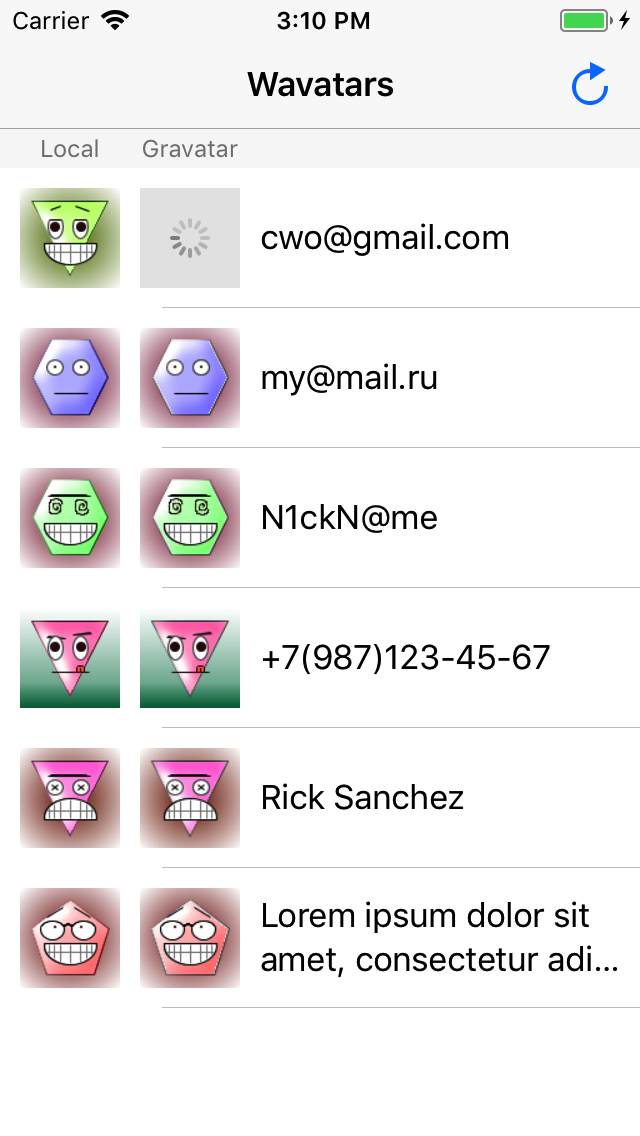 Carrier 3:10 PM
Wavatars
Local Gravatar
cwo@gmail.com
my@mail.ru
N1ckN@me
+7(987)123-45-67
Rick Sanchez
Lorem ipsum dolor sit
amet, consectetur adi...